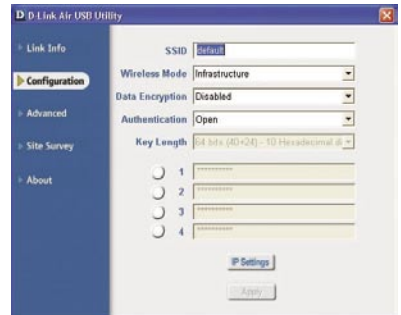 D D-Link Air USB Utility
Link Info
Configuration
Advanced
Site Survey
About
SSID default
Wireless Mode Infrastructure
Data Encryption Disabled
Authentication Open
Key Length 64 bits (40+24) - 10 Hexadecimal di
1 **********
2 **********
3 **********
4 **********
IP Settings
Apply